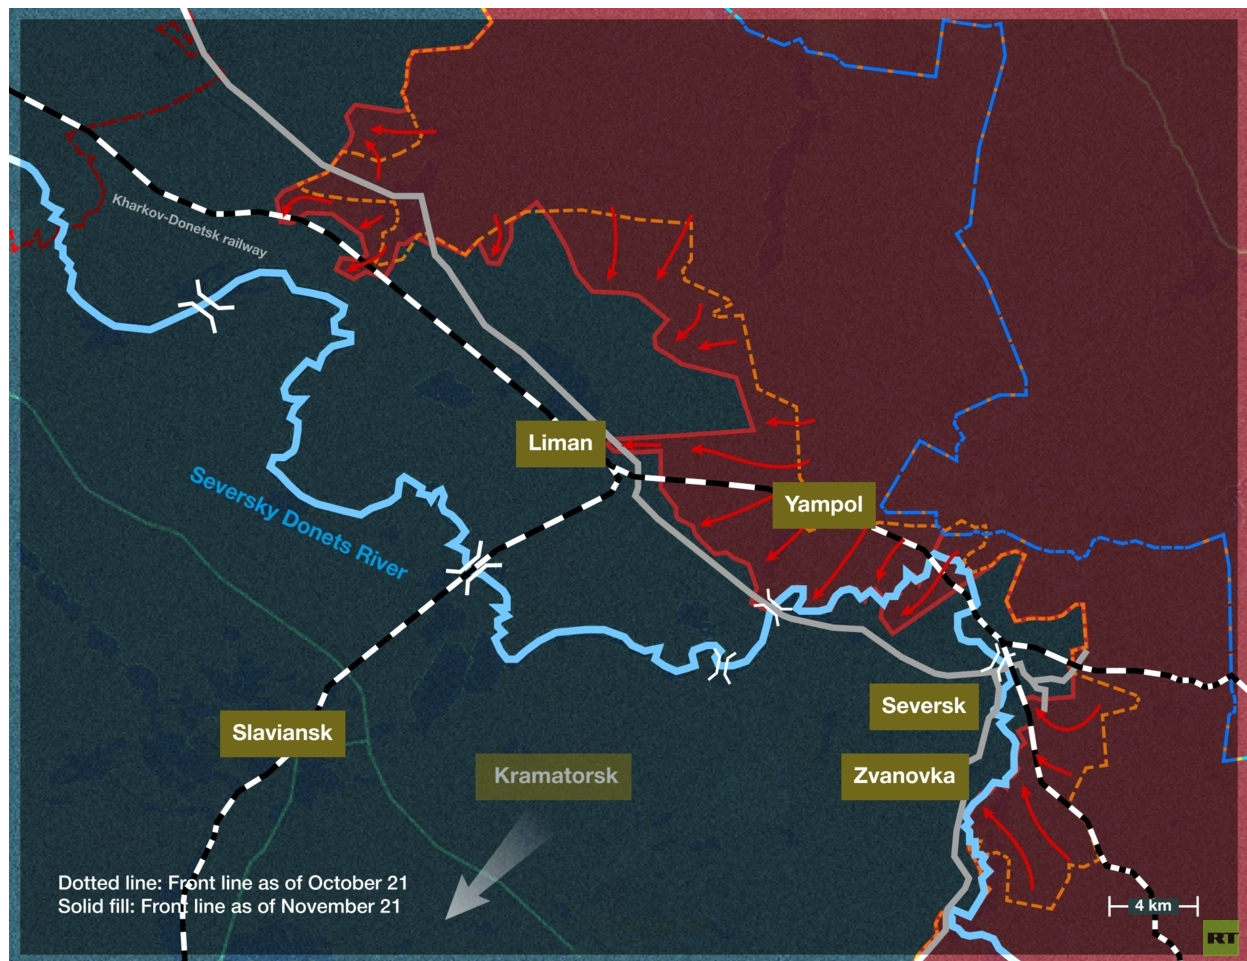 Kharkov-Donetsk railway
Liman
Seversky Donets River
Yampol
Seversk
Slaviansk
Kramatorsk
Zvanovka
Dotted line: Front line as of October 21
Solid fill: Front line as of November 21
4 km
RT